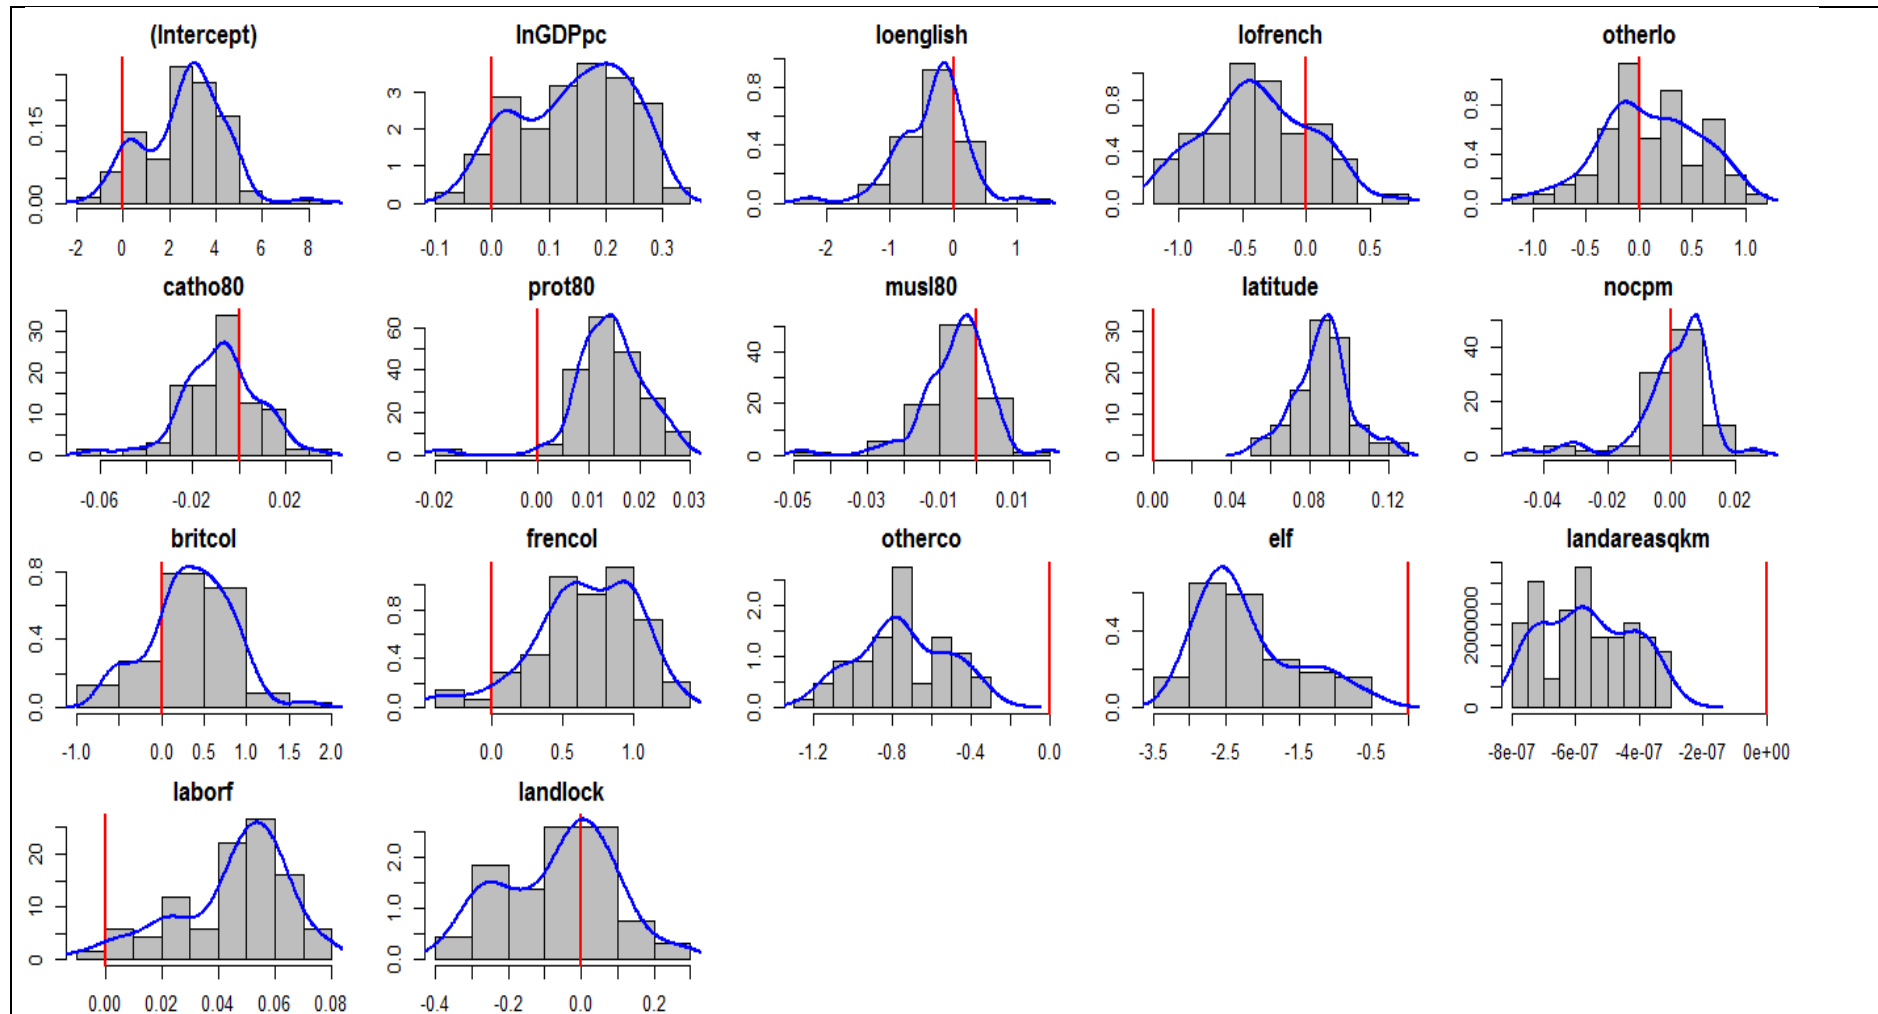 (Intercept) lnGDPpc loenglish lofrench otherlo
0.00 0.15
-2 0 2 4 6 8
0 1 2 3
-0.1 0.0 0.1 0.2 0.3
0.0 0.4 0.8
-2 -1 0 1
0.0 0.4 0.8
-1.0 -0.5 0.0 0.5
0.0 0.4 0.8
-1.0 -0.5 0.0 0.5 1.0
catho80 prot80 musl80 latitude nocpm
0 10 20 30
-0.06 -0.02 0.02
0 20 40 60
-0.02 0.00 0.01 0.02 0.03
0 20 40
-0.05 -0.03 -0.01 0.01
0 10 20 30
0.00 0.04 0.08 0.12
0 20 40
-0.04 -0.02 0.00 0.02
britcol frencol otherco elf landareasqkm
0.0 0.4 0.8
-1.0 0.0 0.5 1.0 1.5 2.0
0.0 0.4 0.8
0.0 0.5 1.0
0.0 1.0 2.0
-1.2 -0.8 -0.4 0.0
0.0 0.4
-3.5 -2.5 -1.5 -0.5
0
-8e-07 -6e-07 -4e-07 -2e-07 0e+00
laborf landlock
0 10 20
0.00 0.02 0.04 0.06 0.08
0.0 1.0 2.0
-0.4 -0.2 0.0 0.2